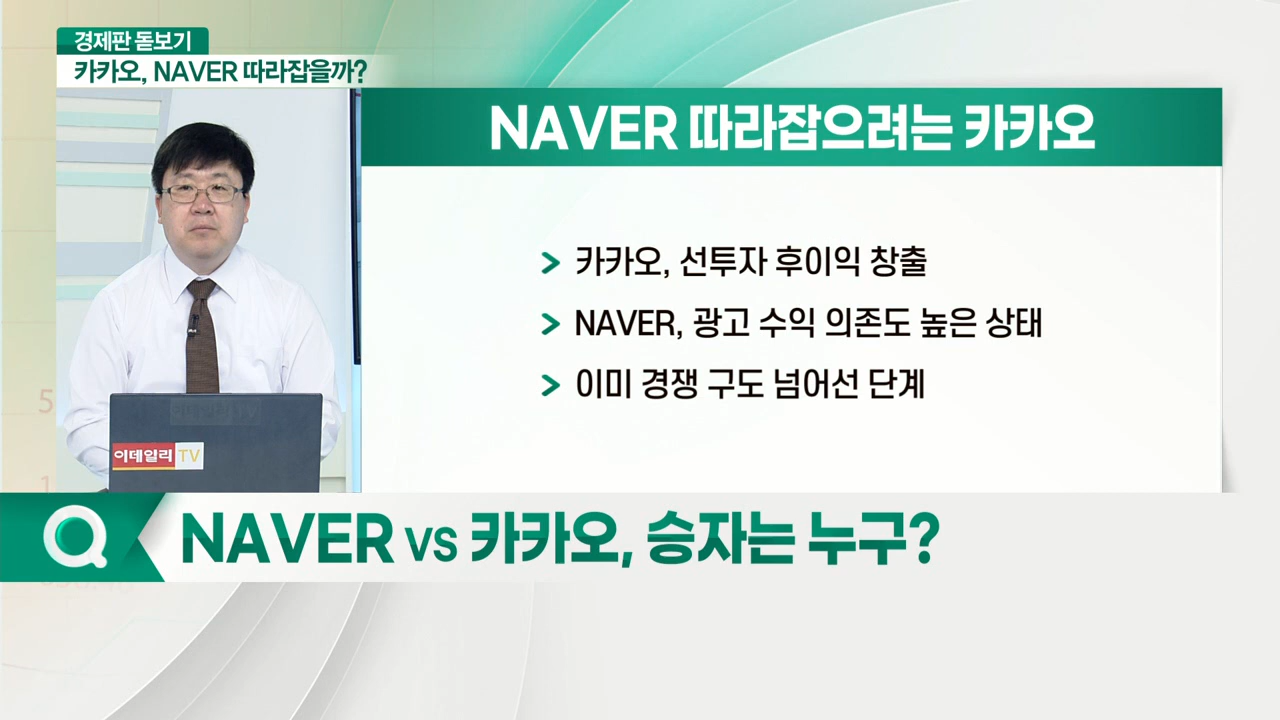 경제판 돋보기
카카오, NAVER 따라잡을까?
NAVER 따라잡으려는 카카오
> 카카오, 선투자 후이익 창출
> NAVER, 광고 수익 의존도 높은 상태
> 이미 경쟁 구도 넘어선 단계
이데일리 TV
NAVER vs 카카오, 승자는 누구?
5
1